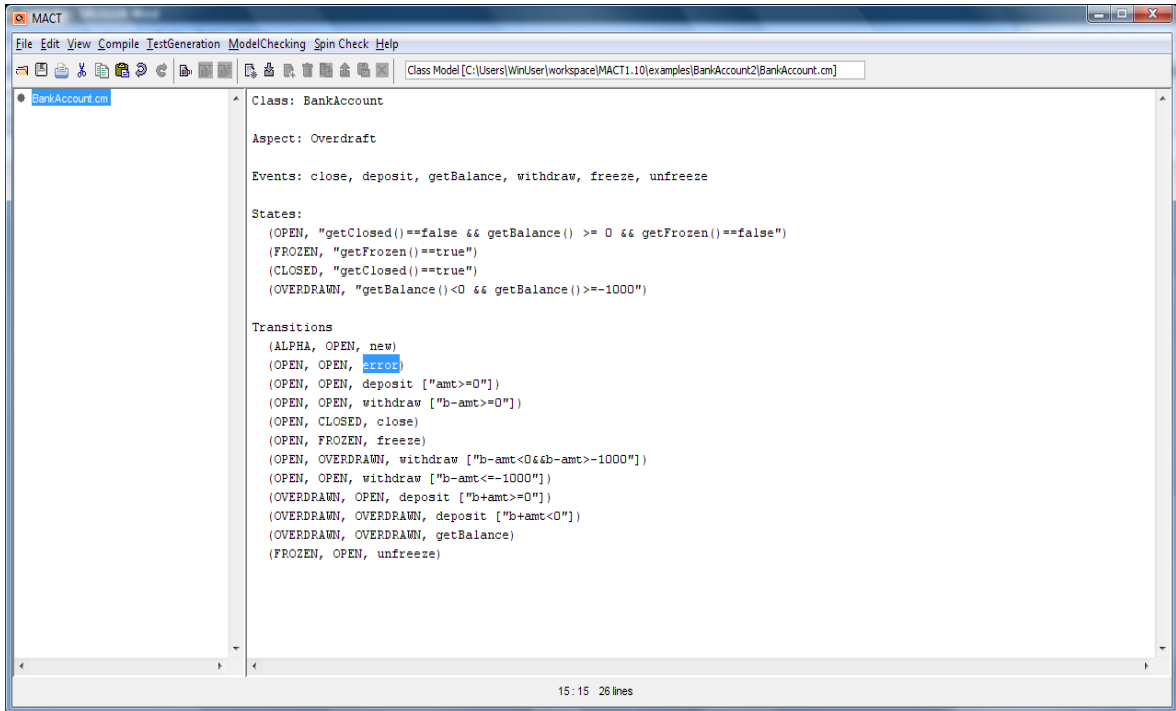 MACT
File Edit View Compile TestGeneration ModelChecking Spin Check Help
Class Model [C:\Users\WinUser\workspace\MACT1.10\examples\BankAccount2\BankAccount.cm]
BankAccount.cm
Class: BankAccount
Aspect: Overdraft
Events: close, deposit, getBalance, withdraw, freeze, unfreeze
States:
(OPEN, "getClosed()==false && getBalance() >= 0 && getFrozen()==false")
(FROZEN, "getFrozen()==true")
(CLOSED, "getClosed()==true")
(OVERDRAWN, "getBalance()<0 && getBalance()>=-1000")
Transitions
(ALPHA, OPEN, new)
(OPEN, OPEN, error)
(OPEN, OPEN, deposit ["amt>=0"])
(OPEN, OPEN, withdraw ["b-amt>=0"])
(OPEN, CLOSED, close)
(OPEN, FROZEN, freeze)
(OPEN, OVERDRAWN, withdraw ["b-amt<0&&b-amt>-1000"])
(OPEN, OPEN, withdraw ["b-amt<=-1000"])
(OVERDRAWN, OPEN, deposit ["b+amt>=0"])
(OVERDRAWN, OVERDRAWN, deposit ["b+amt<0"])
(OVERDRAWN, OVERDRAWN, getBalance)
(FROZEN, OPEN, unfreeze)
15:15 26 lines